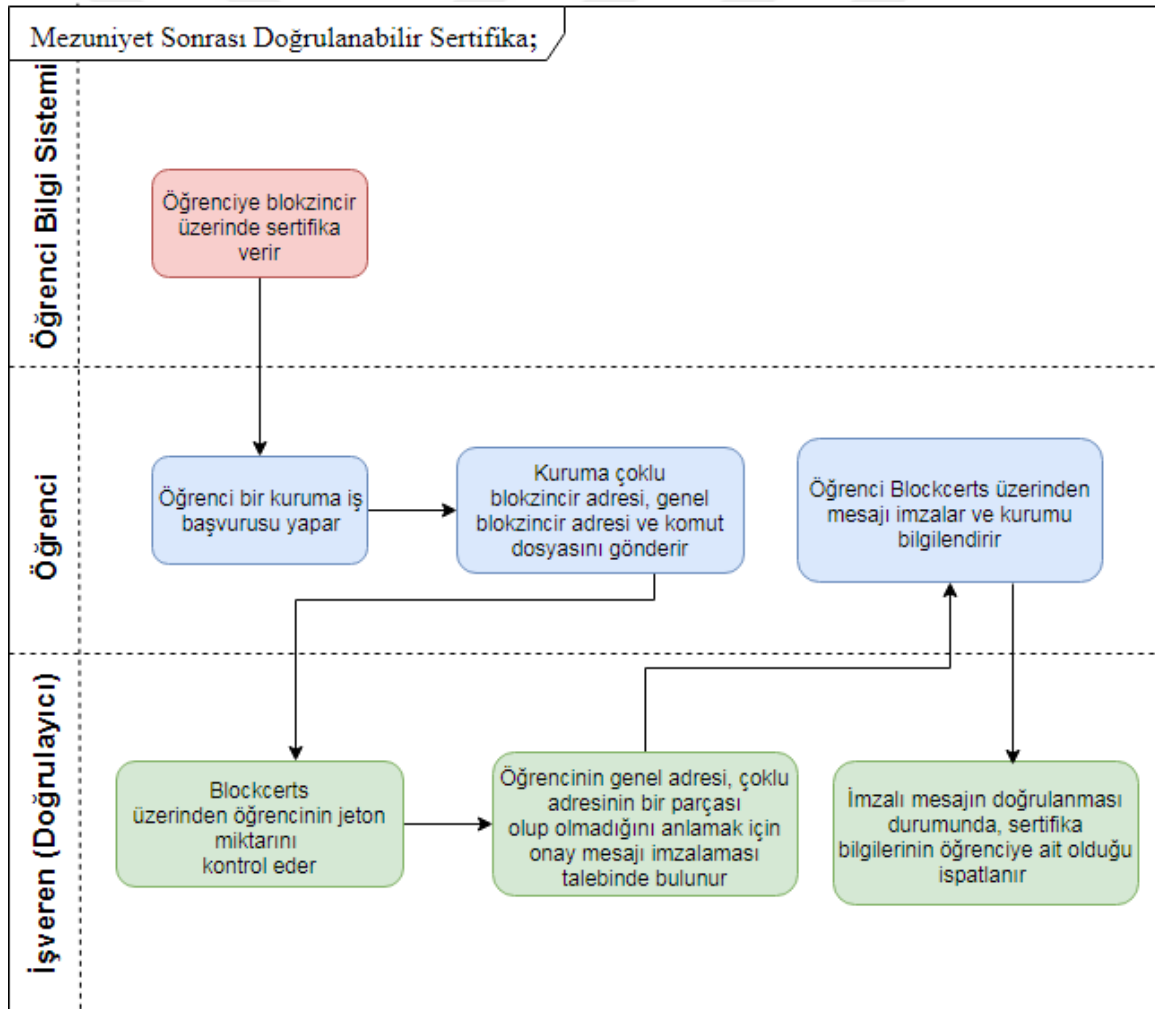 Mezuniyet Sonrası Doğrulanabilir Sertifika;
Öğrenci Bilgi Sistemi
Öğrenciye blokzincir
üzerinde sertifika
verir
Öğrenci
Öğrenci bir kuruma iş
başvurusu yapar
Kuruma çoklu
blokzincir adresi, genel
blokzincir adresi ve komut
dosyasını gönderir
Öğrenci Blockcerts üzerinden
mesajı imzalar ve kurumu
bilgilendirir
İşveren (Doğrulayıcı)
Blockcerts
üzerinden öğrencinin jeton
miktarını
kontrol eder
Öğrencinin genel adresi, çoklu
adresinin bir parçası
olup olmadığını anlamak için
onay mesajı imzalaması
talebinde bulunur
İmzalı mesajın doğrulanması
durumunda, sertifika
bilgilerinin öğrenciye ait olduğu
ispatlanır